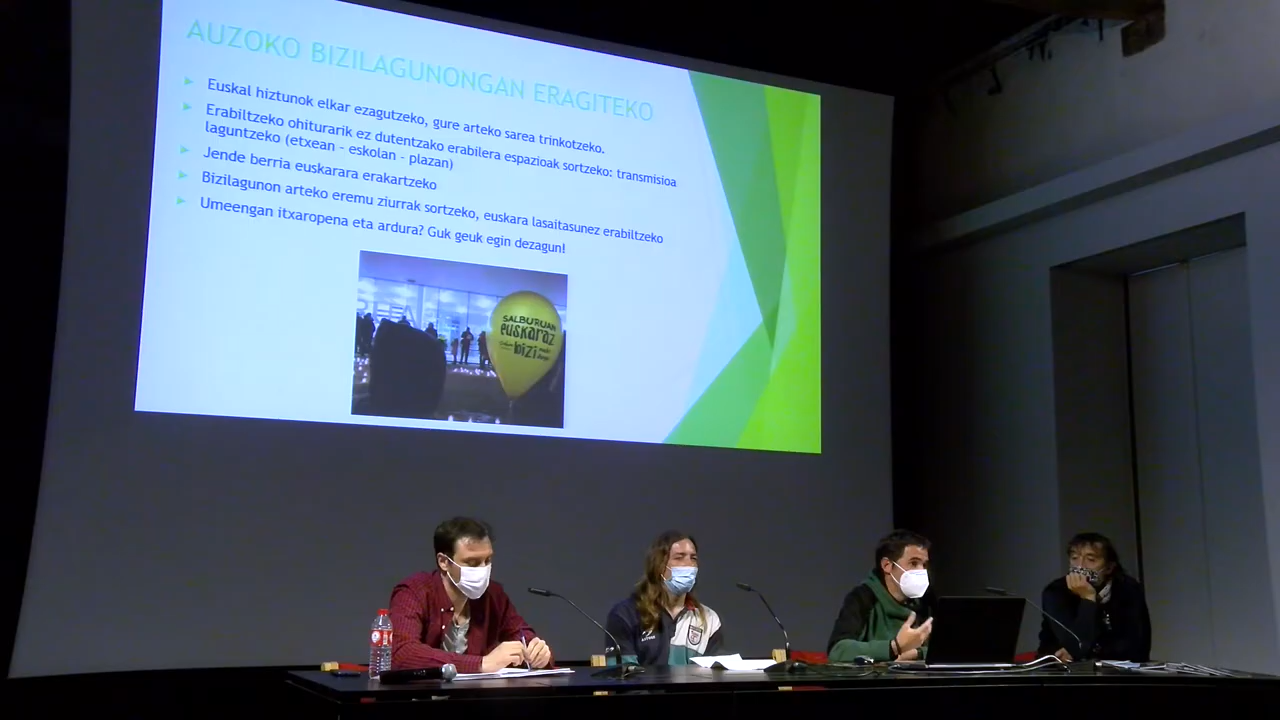 AUZOKO BIZILAGUNONGAN ERAGITEKO
Euskal hiztunok elkar ezagutzeko, gure arteko sarea trinkotzeko.
Erabiltzeko ohiturarik ez dutentzako erabilera espazioak sortzeko: transmisioa
laguntzeko (etxean - eskolan - plazan)
Jende berria euskarara erakartzeko
Bizilagunon arteko eremu ziurrak sortzeko, euskara lasaitasunez erabiltzeko
Umeengan itxaropena eta ardura? Guk geuk egin dezagun!
SALBURUAN
euskaraz
bizi